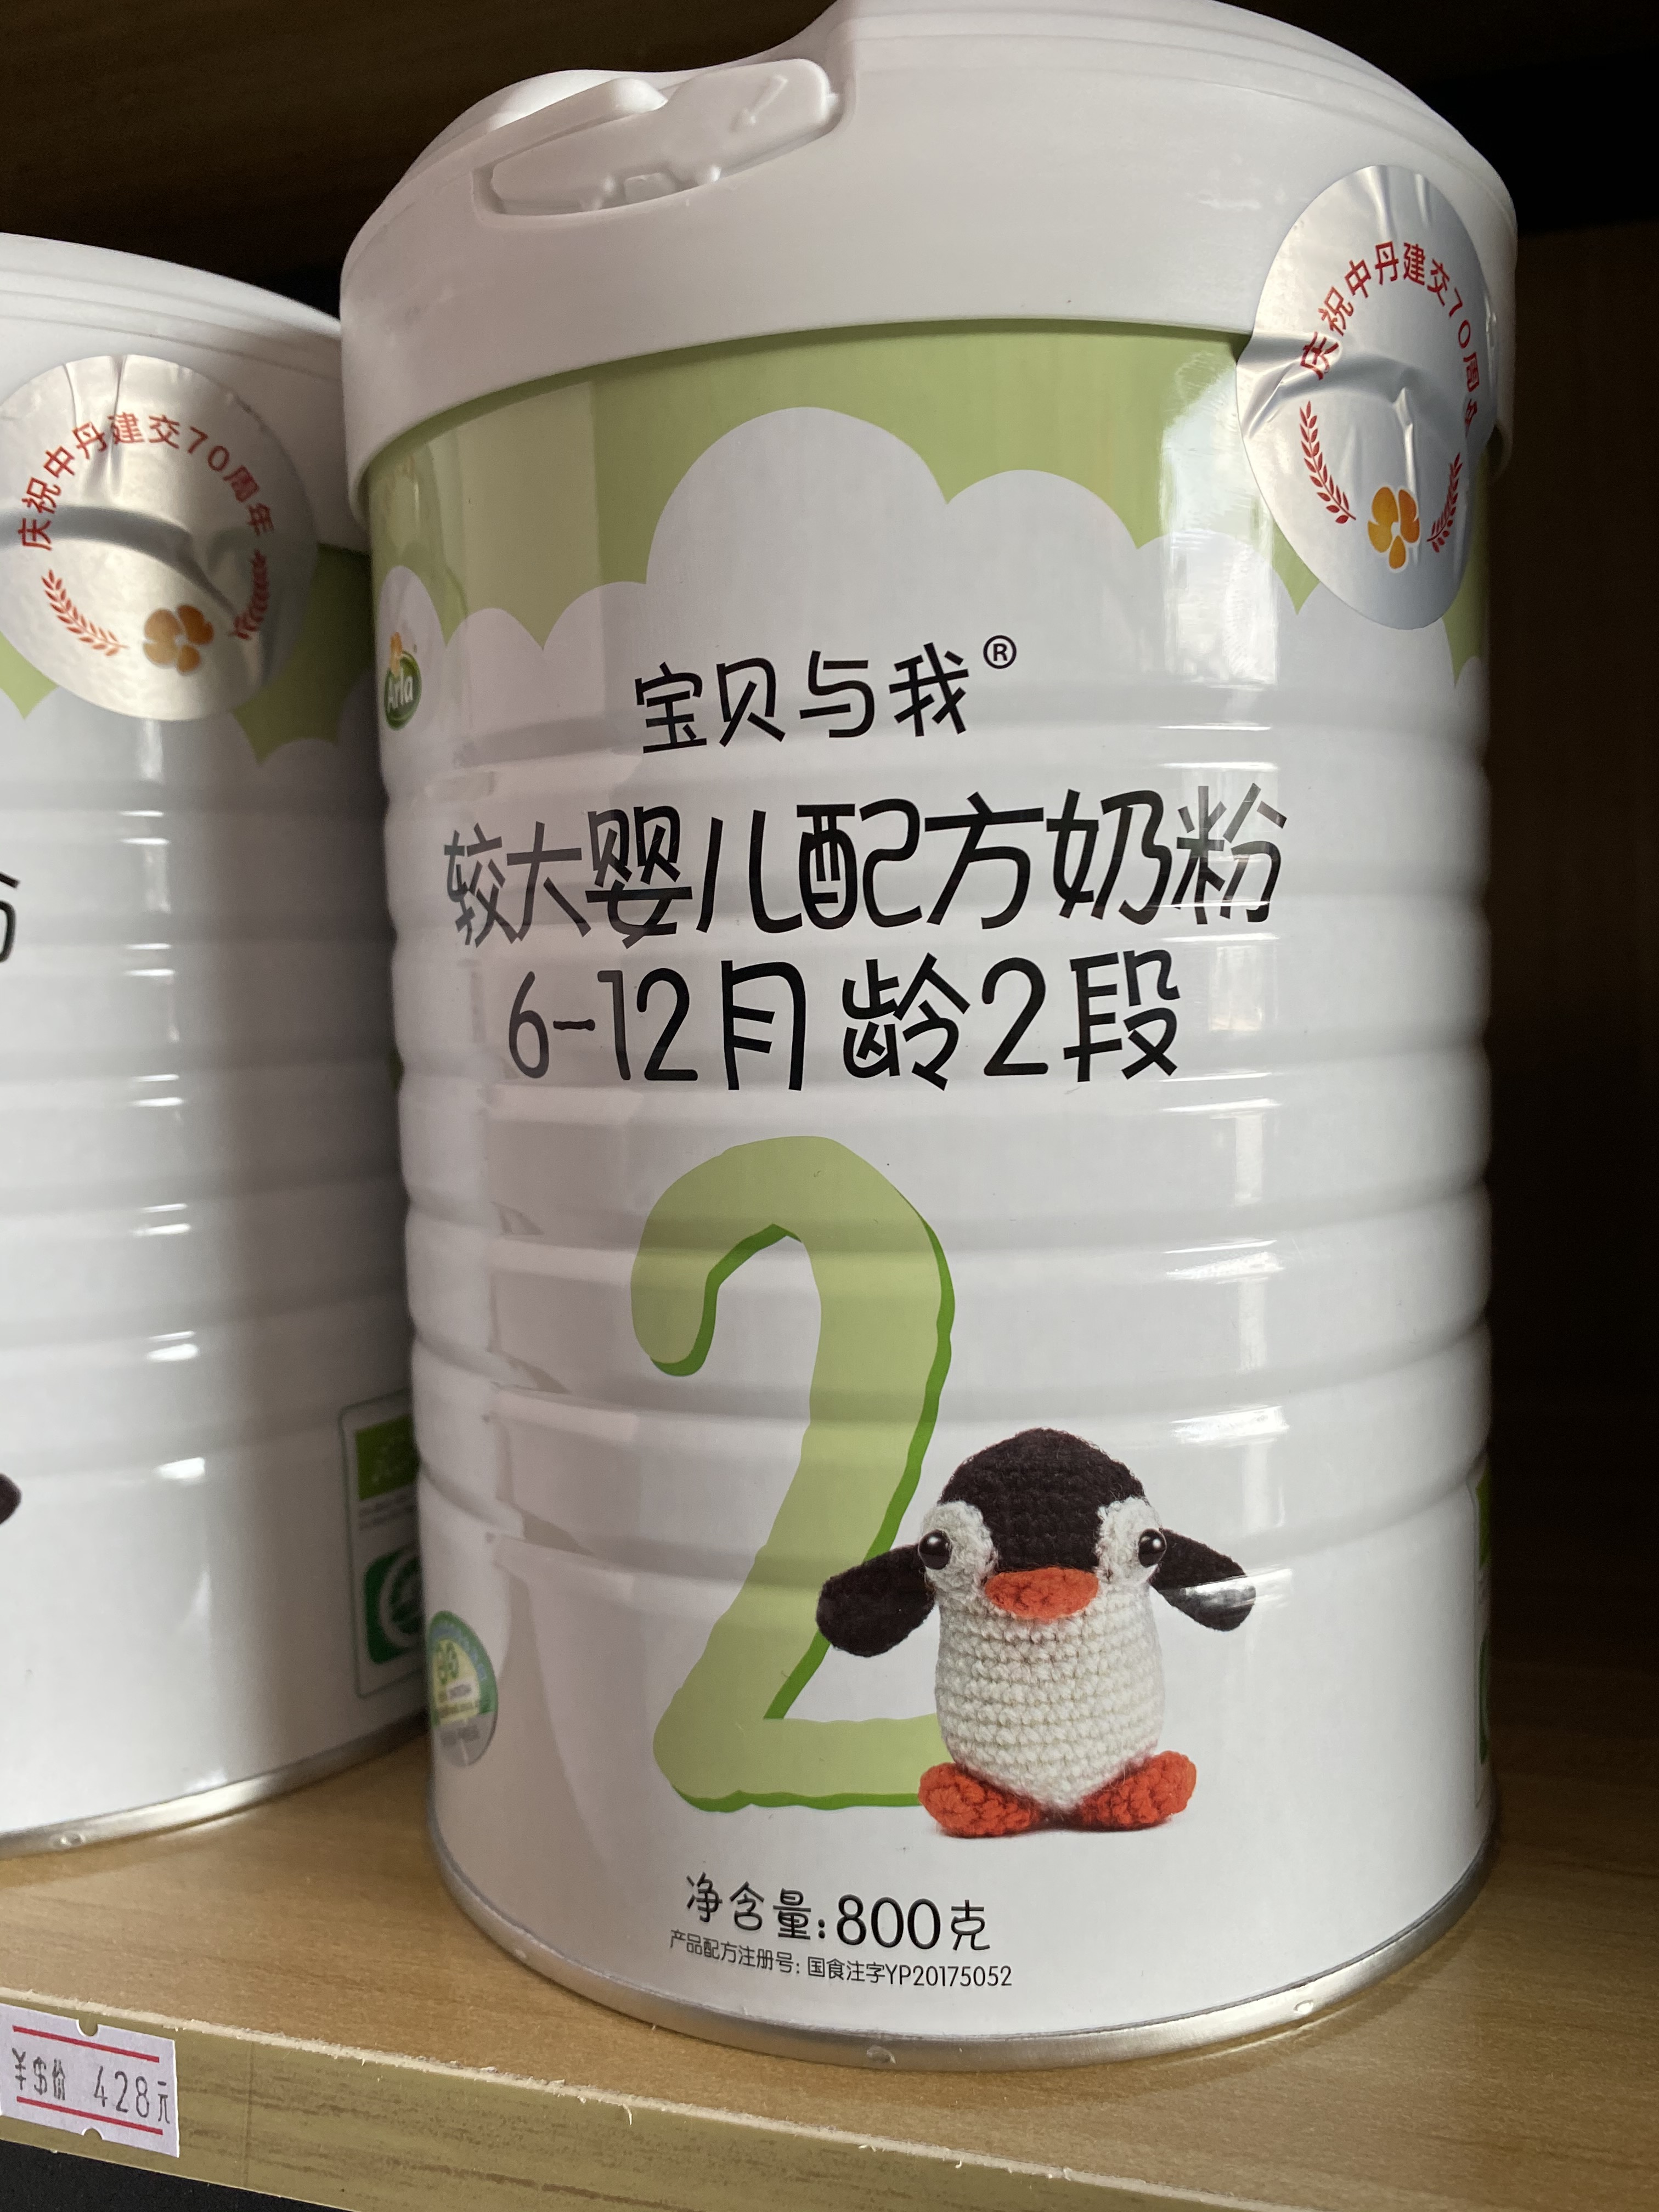 庆祝中丹建交70周年
庆祝中丹建交70周年
Arla
宝贝与我®
较大婴儿配方奶粉
6-12月龄2段
2
净含量:800克
产品配方注册号:国食注字YP20175052
428元